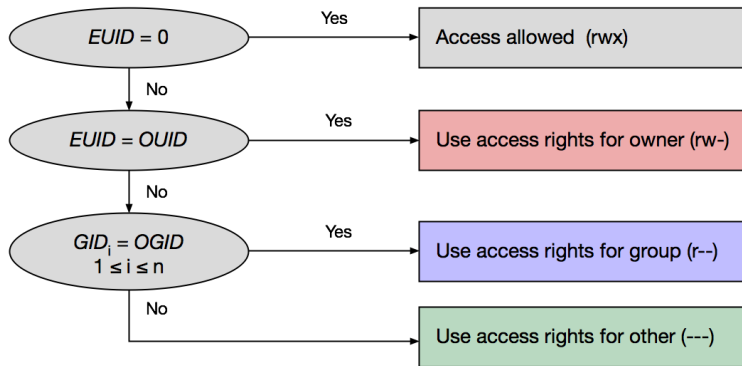 EUID = 0
Yes
Access allowed (rwx)
No
EUID = OUID
Yes
Use access rights for owner (rw-)
No
GIDi = OGID
1 ≤ i ≤ n
Yes
Use access rights for group (r--)
No
Use access rights for other (---)